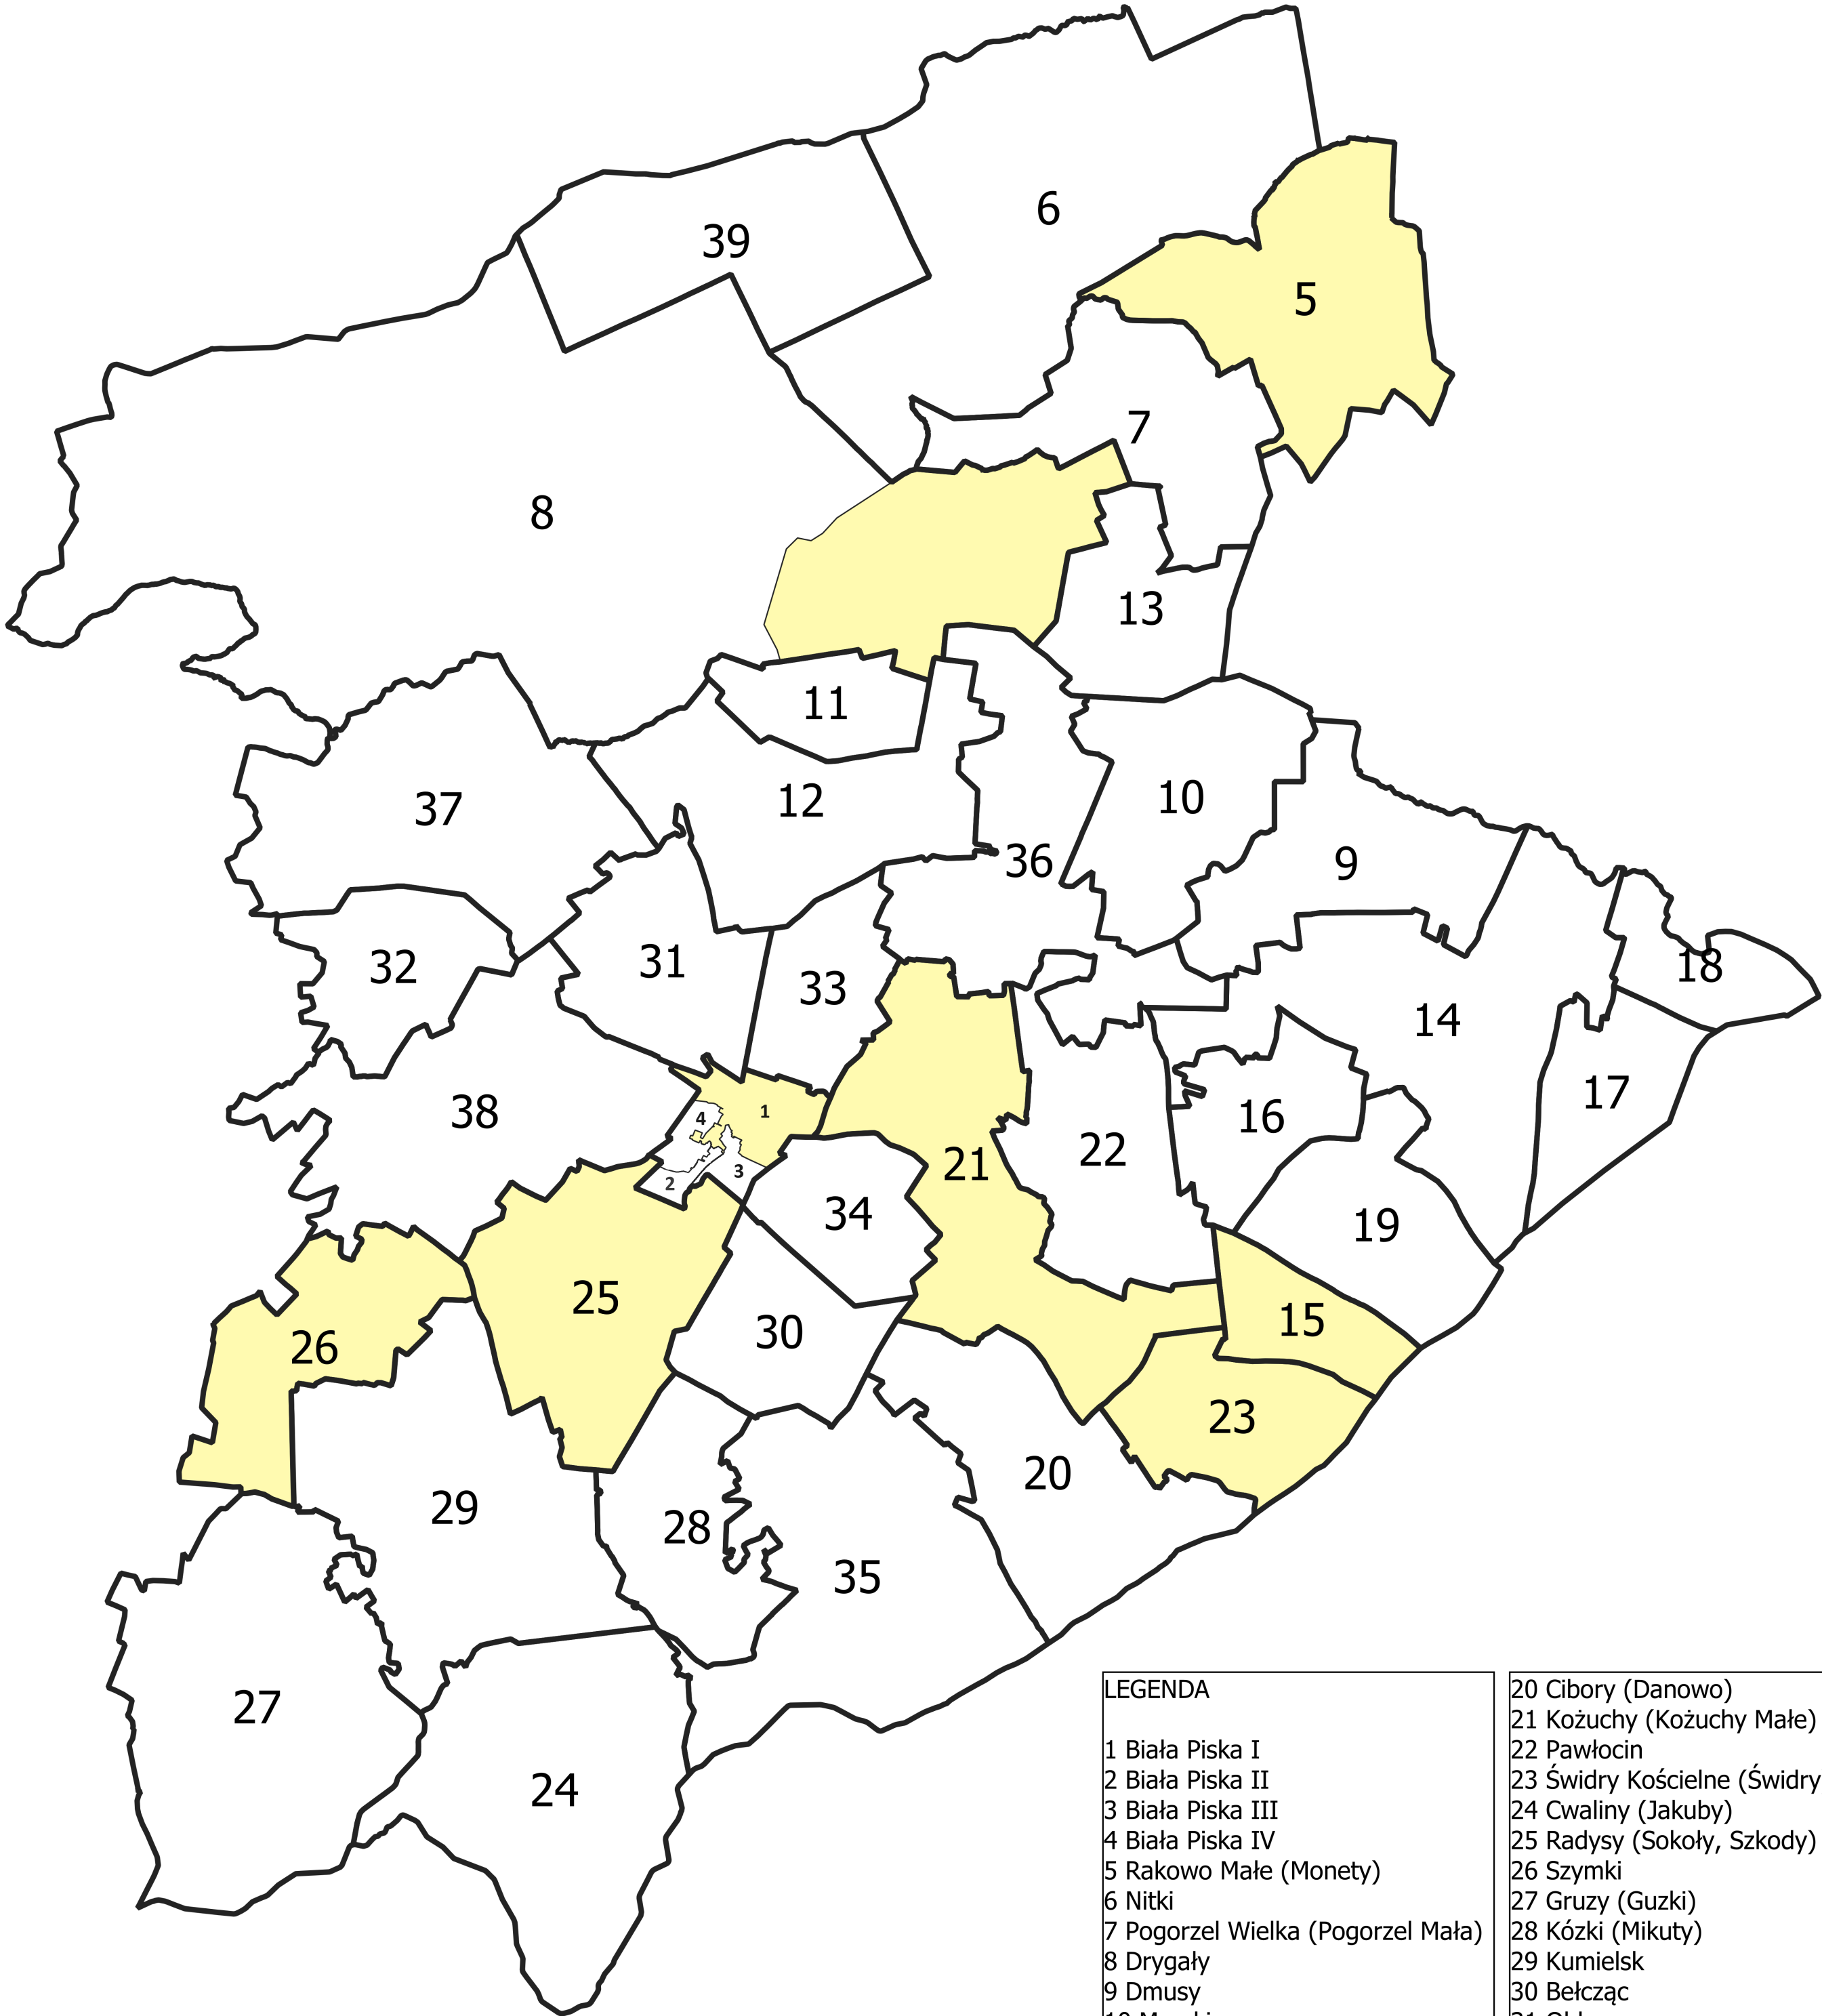 6
39
5
7
8
13
11
12
10
37
36
9
32
31
33
18
14
38
4
1
16
17
22
21
3
2
34
19
25
15
30
26
23
20
29
28
35
27
24
LEGENDA
1 Biała Piska I
2 Biała Piska II
3 Biała Piska III
4 Biała Piska IV
5 Rakowo Małe (Monety)
6 Nitki
7 Pogorzel Wielka (Pogorzel Mała)
8 Drygały
9 Dmusy
20 Cibory (Danowo)
21 Kożuchy (Kożuchy Małe)
22 Pawłocin
23 Świdry Kościelne (Świdry
24 Cwaliny (Jakuby)
25 Radysy (Sokoły, Szkody)
26 Szymki
27 Gruzy (Guzki)
28 Kózki (Mikuty)
29 Kumielsk
30 Bełcząc